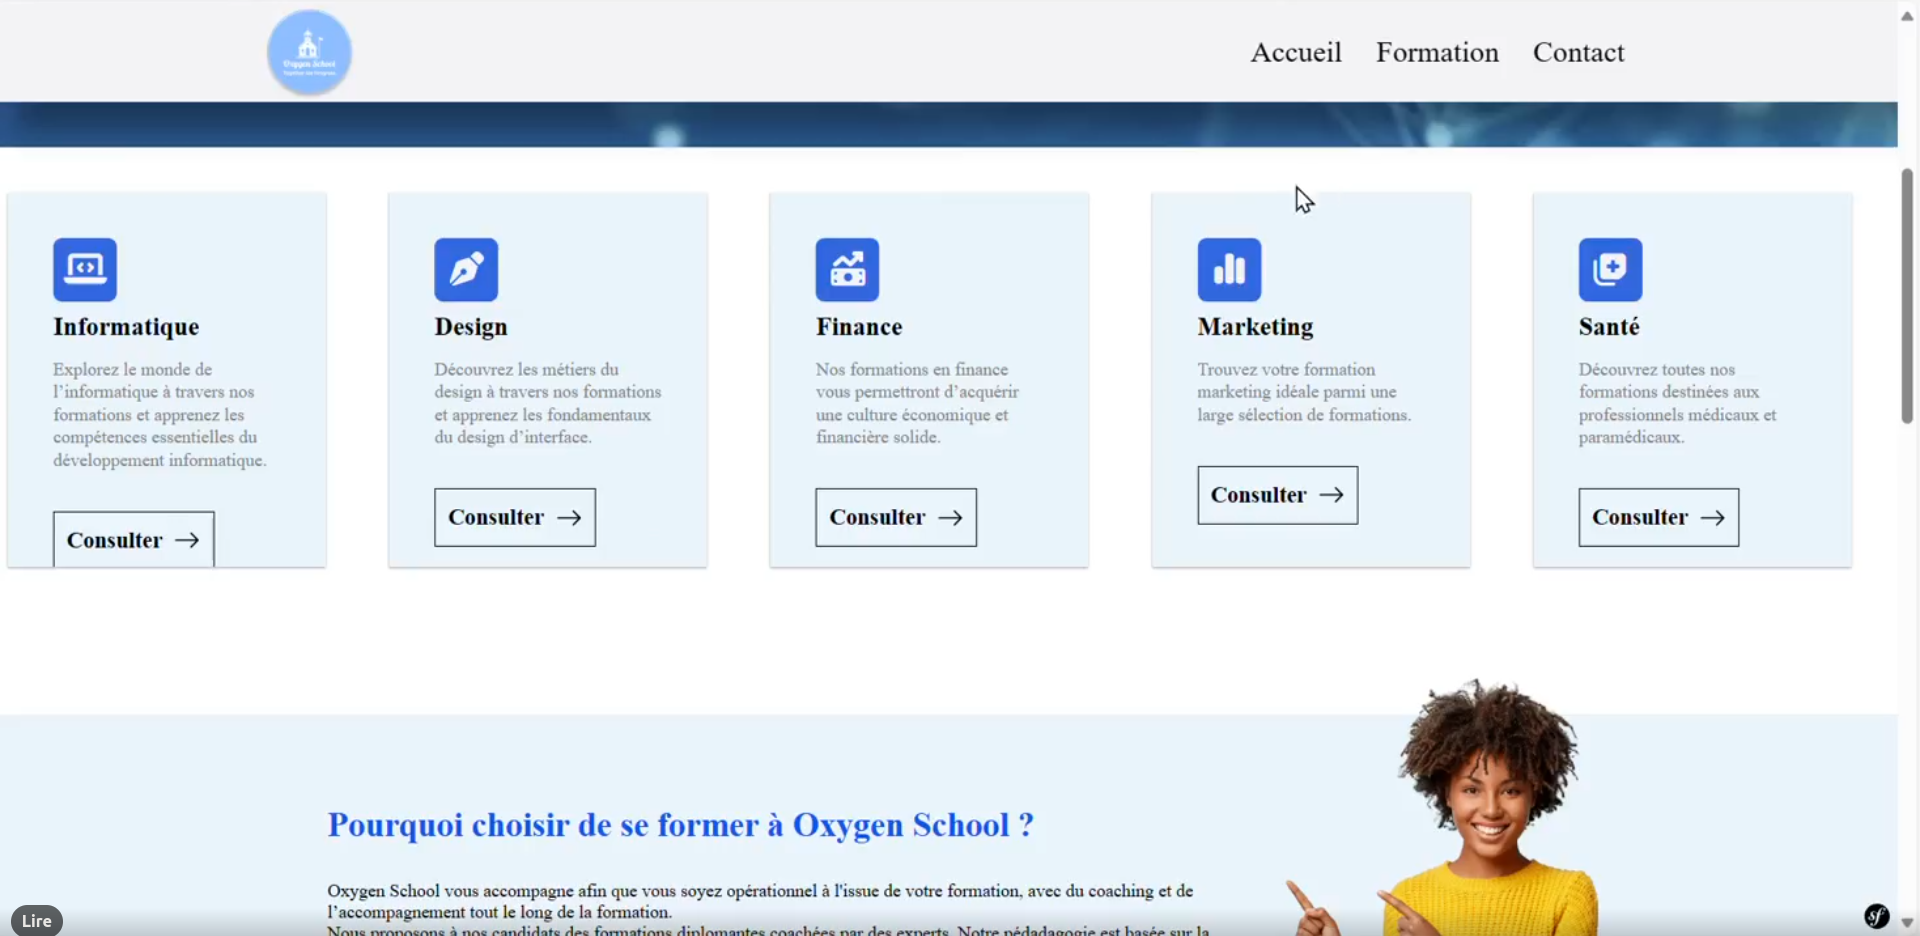 Oxygen School
Accueil
Formation
Contact
Informatique
Explorez le monde de
l’informatique à travers nos
formations et apprenez les
compétences essentielles du
développement informatique.
Consulter
Design
Découvrez les métiers du
design à travers nos formations
et apprenez les fondamentaux
du design d’interface.
Consulter
Finance
Nos formations en finance
vous permettront d’acquérir
une culture économique et
financière solide.
Consulter
Marketing
Trouvez votre formation
marketing idéale parmi une
large sélection de formations.
Consulter
Santé
Découvrez toutes nos
formations destinées aux
professionnels médicaux et
paramédicaux.
Consulter
Pourquoi choisir de se former à Oxygen School ?
Oxygen School vous accompagne afin que vous soyez opérationnel à l'issue de votre formation, avec du coaching et de
l’accompagnement tout le long de la formation.
Nous proposons à nos candidats des formations diplomantes coachées par des experts. Notre pédadagogie est basée sur la
Lire
sf